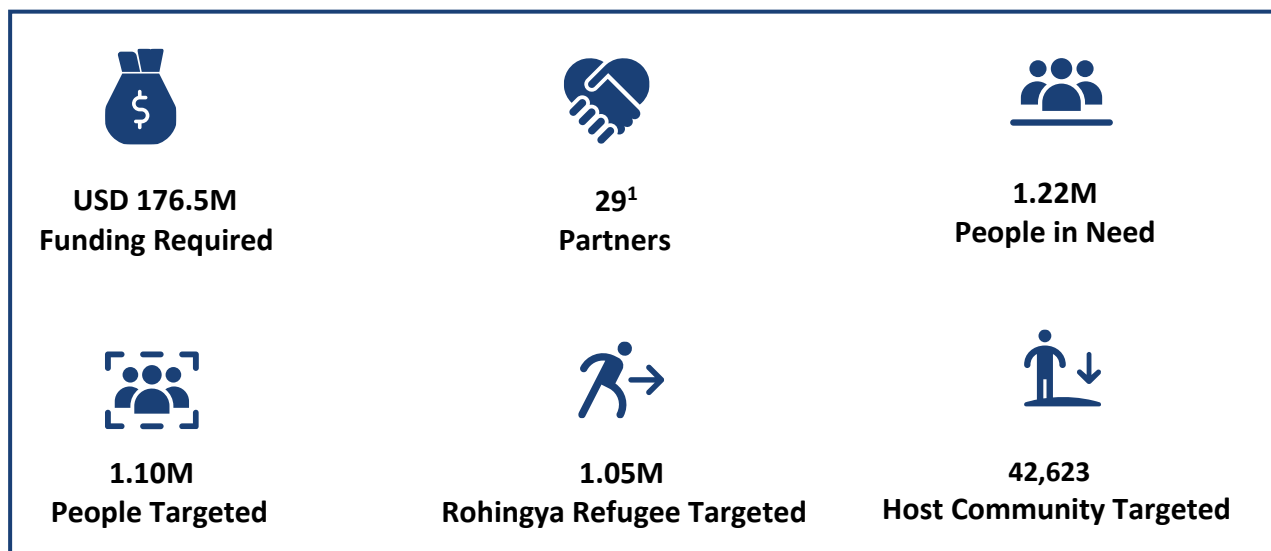 $
USD 176.5M
Funding Required
29¹
Partners
1.22M
People in Need
1.10M
People Targeted
1.05M
Rohingya Refugee Targeted
42,623
Host Community Targeted